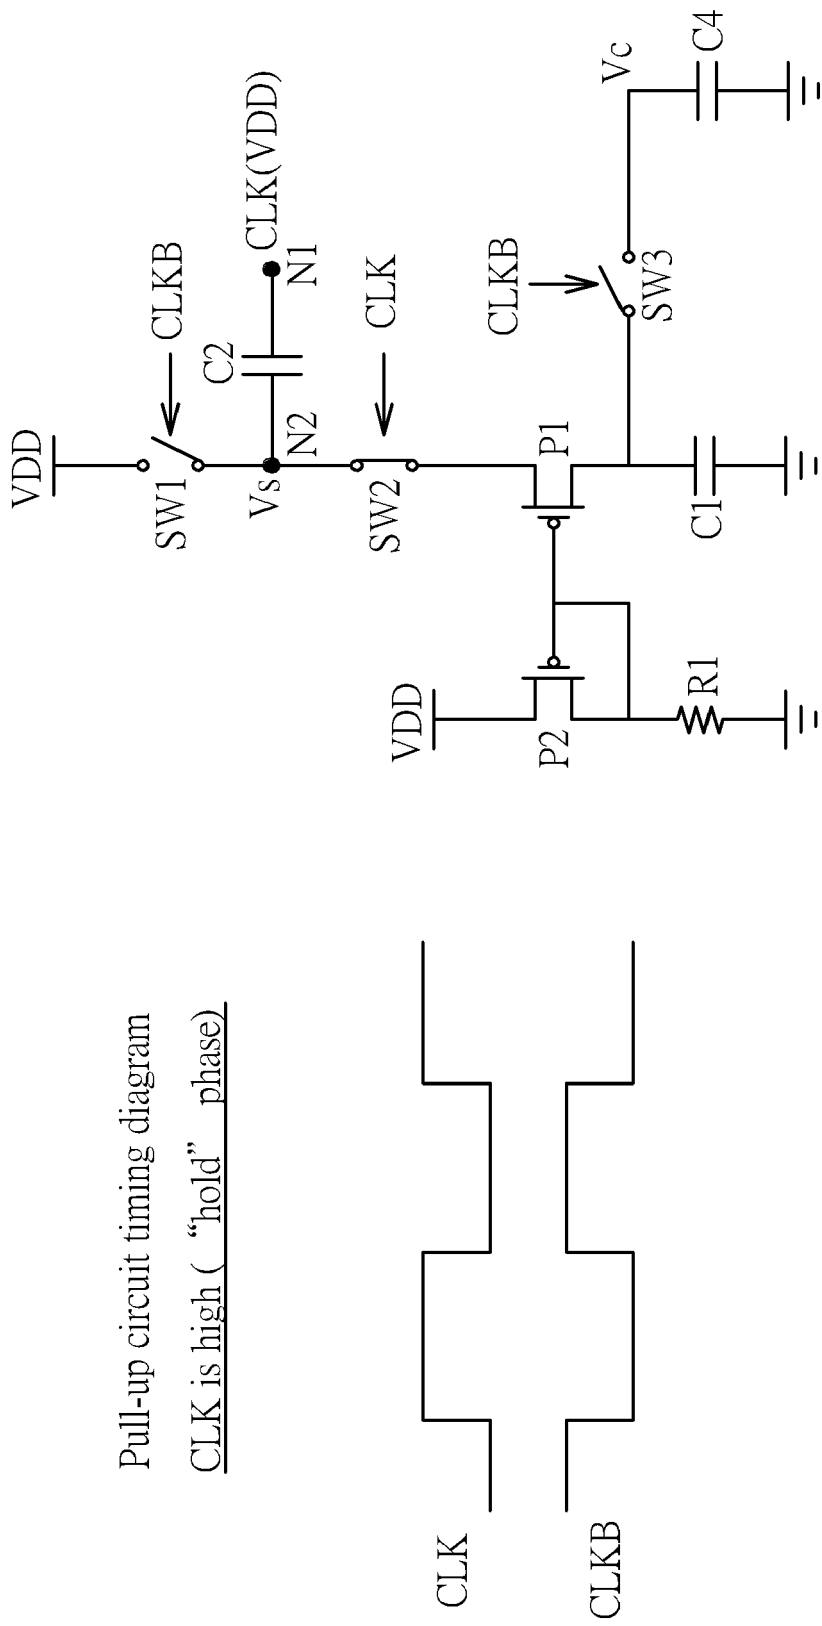 Pull-up circuit timing diagram
CLK is high ( “hold” phase)
CLK
CLKB
VDD
SW1
CLKB
Vs
N2
C2
N1
CLK(VDD)
SW2
CLK
VDD
P2
P1
R1
C1
CLKB
SW3
Vc
C4